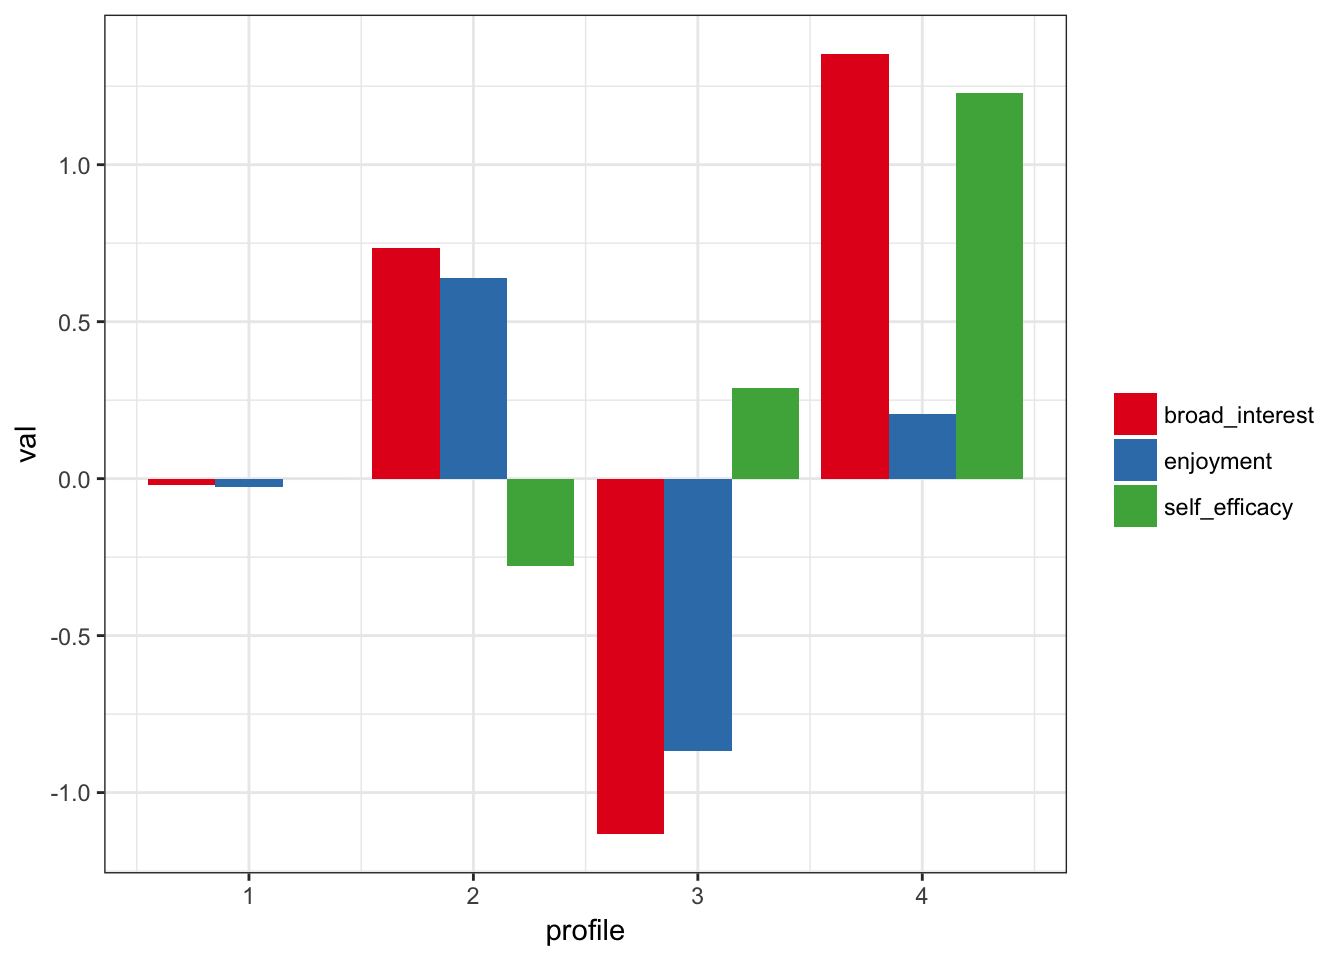 val
1.0
0.5
0.0
-0.5
-1.0
1
2
3
4
profile
broad_interest
enjoyment
self_efficacy